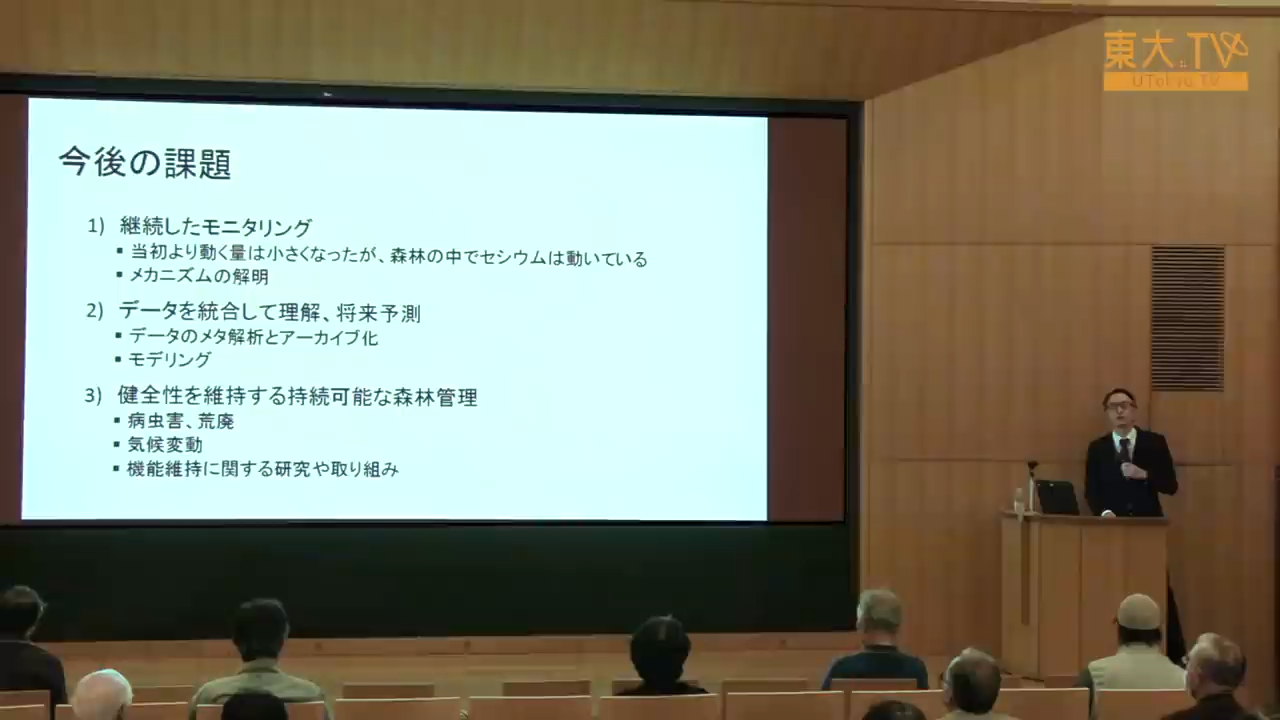 東大.TV
UTokyo TV
今後の課題
1) 継続したモニタリング
▪ 当初より動く量は小さくなったが、森林の中でセシウムは動いている
▪ メカニズムの解明
2) データを統合して理解、将来予測
▪ データのメタ解析とアーカイブ化
▪ モデリング
3) 健全性を維持する持続可能な森林管理
▪ 病虫害、荒廃
▪ 気候変動
▪ 機能維持に関する研究や取り組み